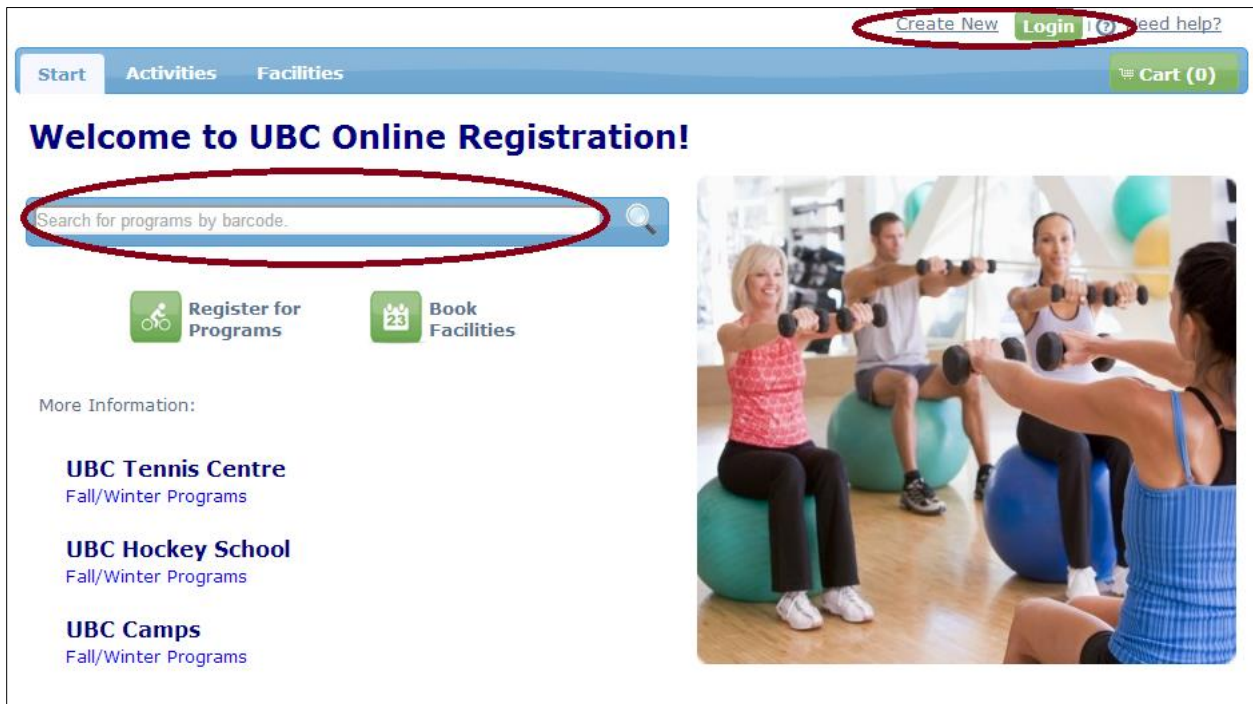 Create New Login | ? Need help?
Start Activities Facilities Cart (0)
Welcome to UBC Online Registration!
Search for programs by barcode.
Register for
Programs
23
Book
Facilities
More Information:
UBC Tennis Centre
Fall/Winter Programs
UBC Hockey School
Fall/Winter Programs
UBC Camps
Fall/Winter Programs